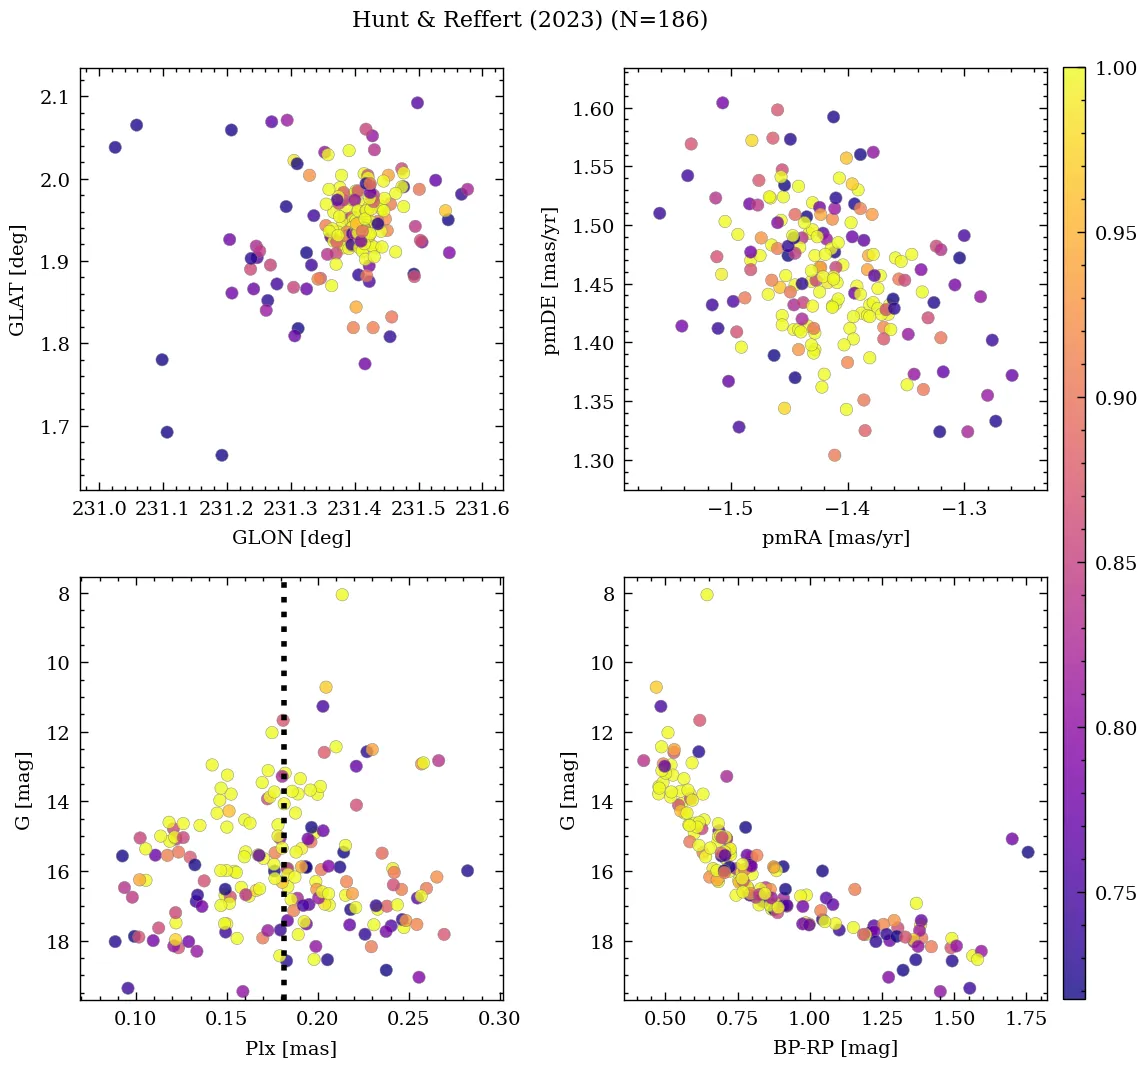 Hunt & Reffert (2023) (N=186)
2.1
2.0
1.9
1.8
1.7
GLAT [deg]
231.0 231.1 231.2 231.3 231.4 231.5 231.6
GLON [deg]
1.60
1.55
1.50
1.45
1.40
1.35
1.30
pmDE [mas/yr]
−1.5 −1.4 −1.3
pmRA [mas/yr]
1.00
0.95
0.90
0.85
0.80
0.75
8
10
12
14
16
18
G [mag]
0.10 0.15 0.20 0.25 0.30
Plx [mas]
8
10
12
14
16
18
G [mag]
0.50 0.75 1.00 1.25 1.50 1.75
BP-RP [mag]